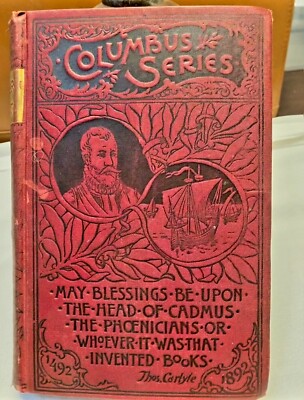 COLUMBUS
SERIES
MAY·BLESSINGS·BE·UPON
·THE·HEAD·OF·CADMUS·
·THE·PHŒNICIANS·OR·
WHOEVER·IT·WAS·THAT·
·INVENTED·BOOKS·
Thos. Carlyle
1492
1892